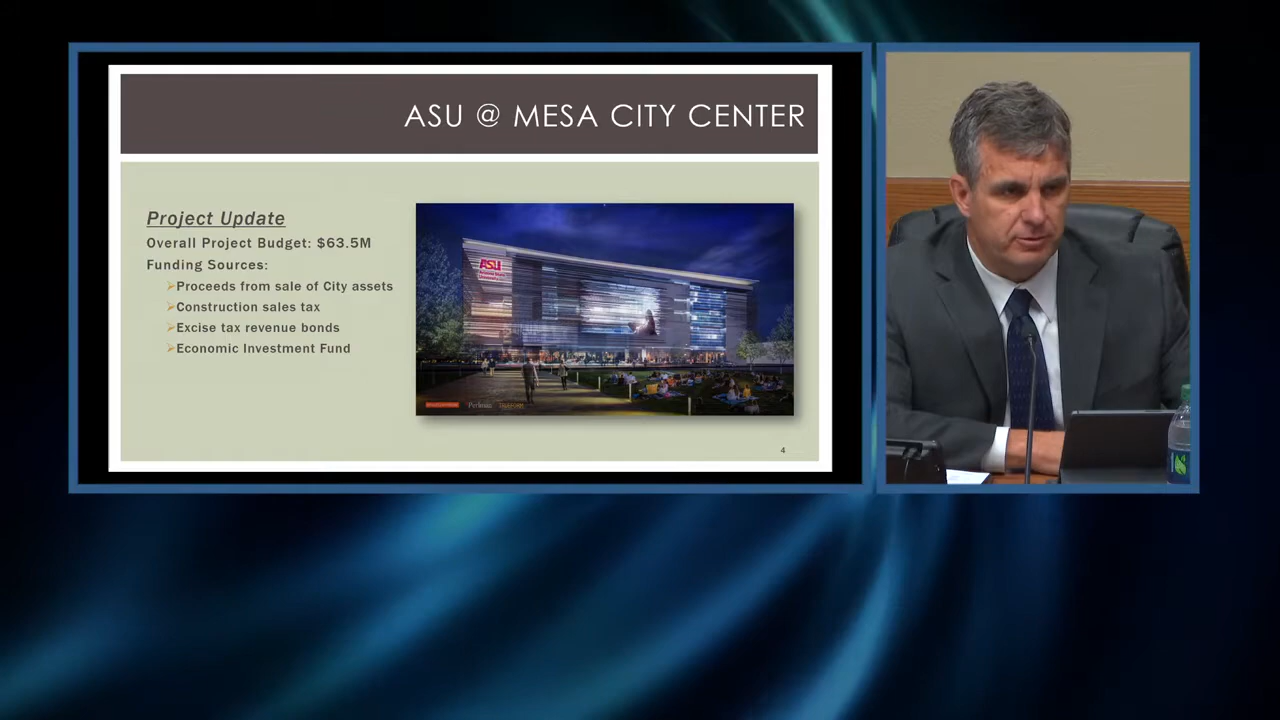 ASU @ MESA CITY CENTER
Project Update
Overall Project Budget: $63.5M
Funding Sources:
Proceeds from sale of City assets
Construction sales tax
Excise tax revenue bonds
Economic Investment Fund
ASU
4